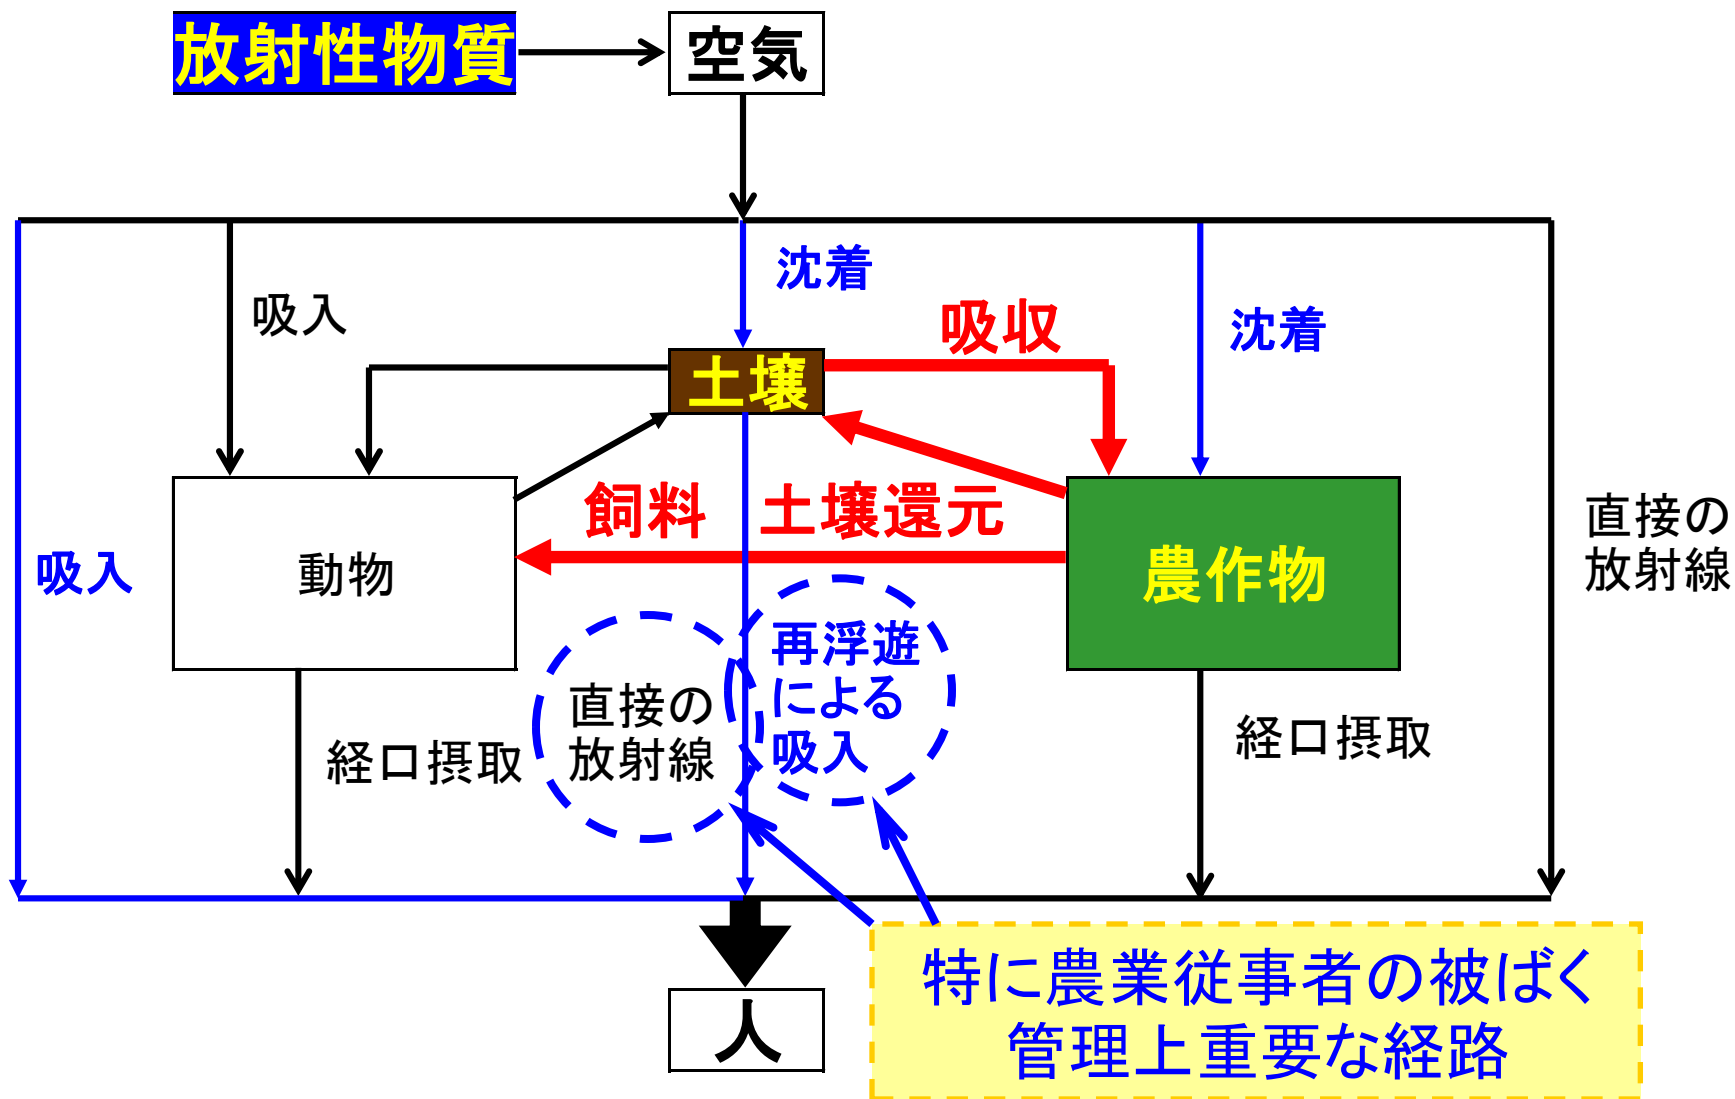 放射性物質
空気
沈着
吸入
吸収
沈着
土壌
飼料
土壌還元
直接の
放射線
吸入
動物
農作物
再浮遊
による
吸入
直接の
放射線
経口摂取
経口摂取
人
特に農業従事者の被ばく
管理上重要な経路